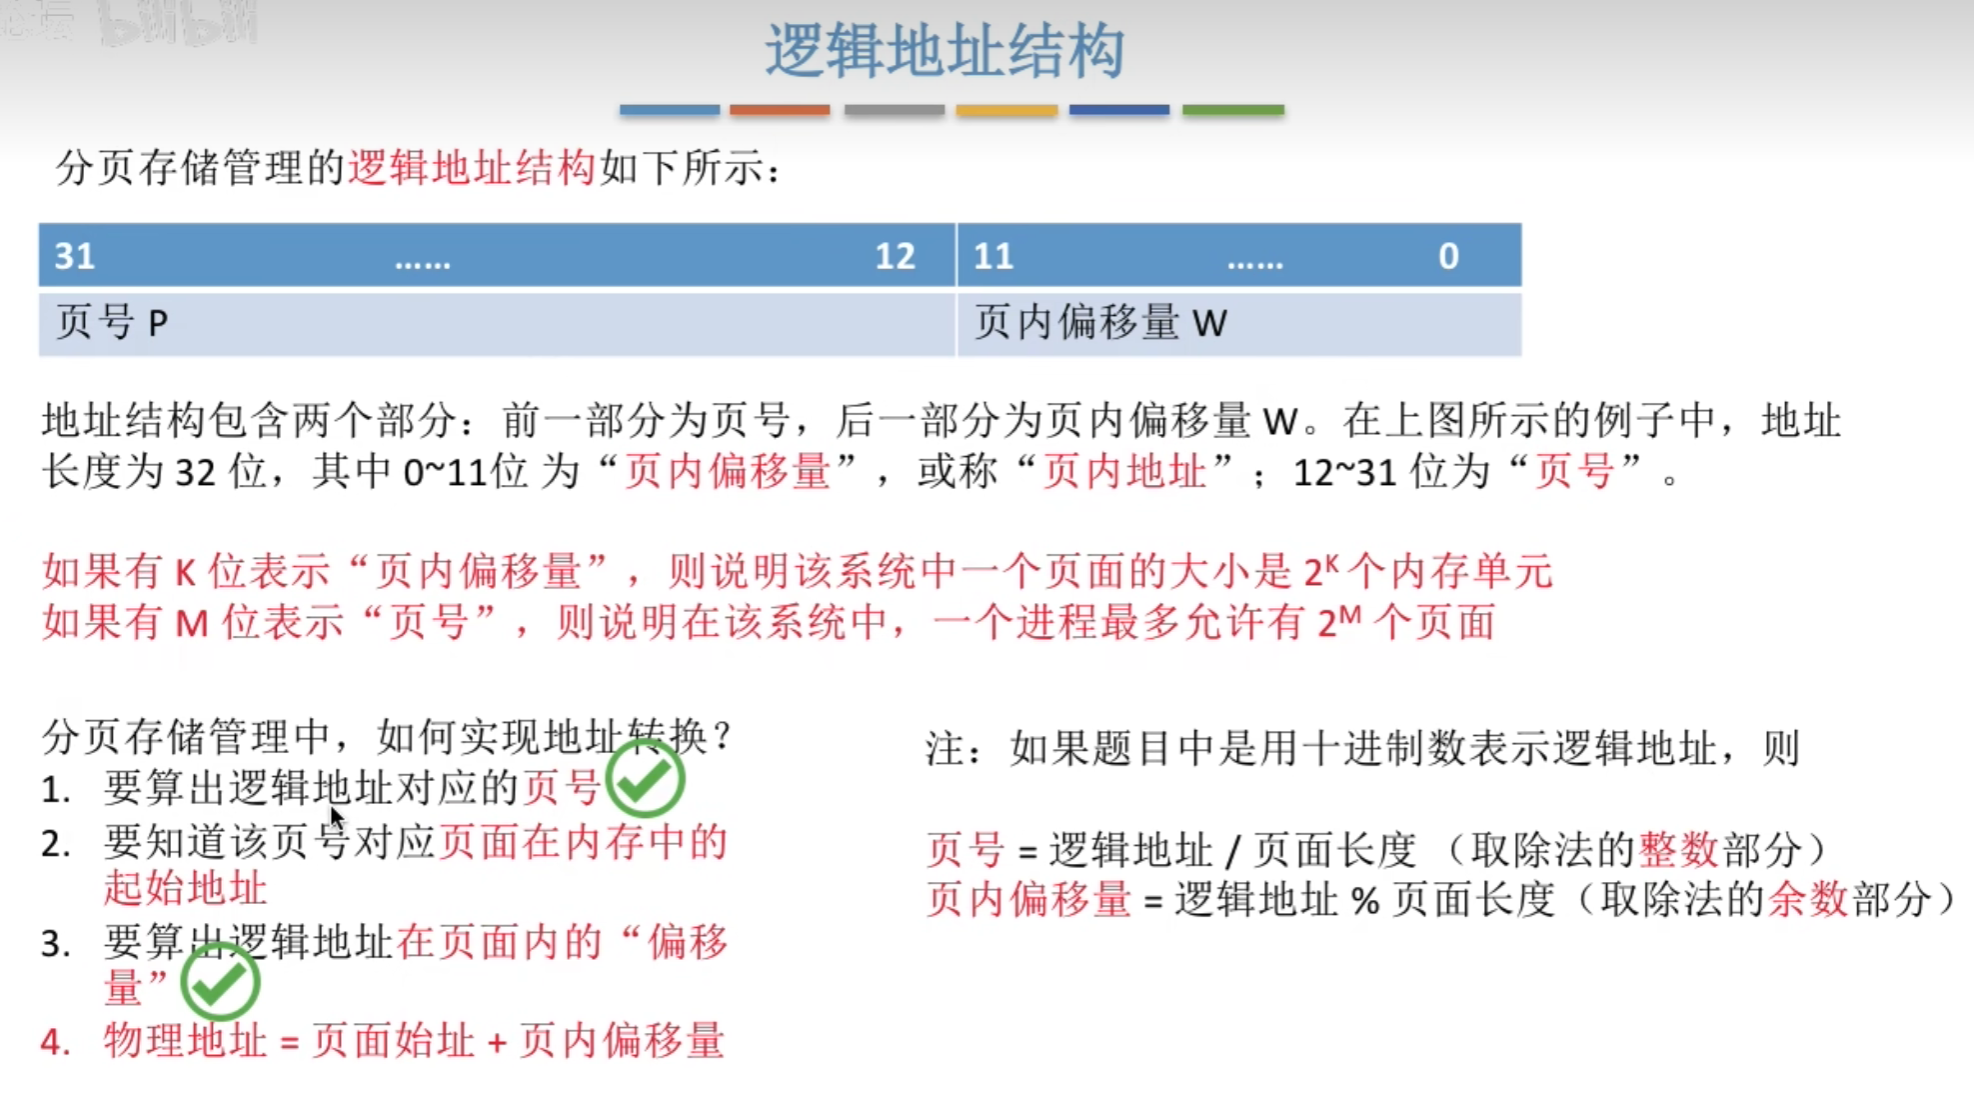 bilibili
逻辑地址结构
分页存储管理的逻辑地址结构如下所示：
31 …… 12 11 …… 0
页号 P 页内偏移量 W
地址结构包含两个部分：前一部分为页号，后一部分为页内偏移量 W。在上图所示的例子中，地址
长度为 32 位，其中 0~11位 为“页内偏移量”，或称“页内地址”；12~31 位为“页号”。
如果有 K 位表示“页内偏移量”，则说明该系统中一个页面的大小是 2ᴷ 个内存单元
如果有 M 位表示“页号”，则说明在该系统中，一个进程最多允许有 2ᴹ 个页面
分页存储管理中，如何实现地址转换？
1. 要算出逻辑地址对应的页号
2. 要知道该页号对应页面在内存中的
起始地址
3. 要算出逻辑地址在页面内的“偏移
量”
4. 物理地址 = 页面始址 + 页内偏移量
注：如果题目中是用十进制数表示逻辑地址，则
页号 = 逻辑地址 / 页面长度 （取除法的整数部分）
页内偏移量 = 逻辑地址 % 页面长度（取除法的余数部分）